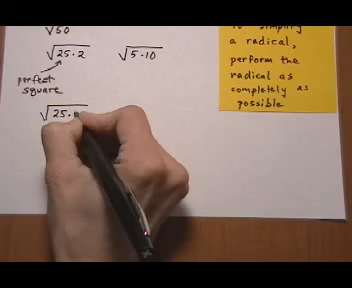 √50
√25·2 √5·10
perfect
square
√25·
to simplify
a radical,
perform the
radical as
completely as
possible